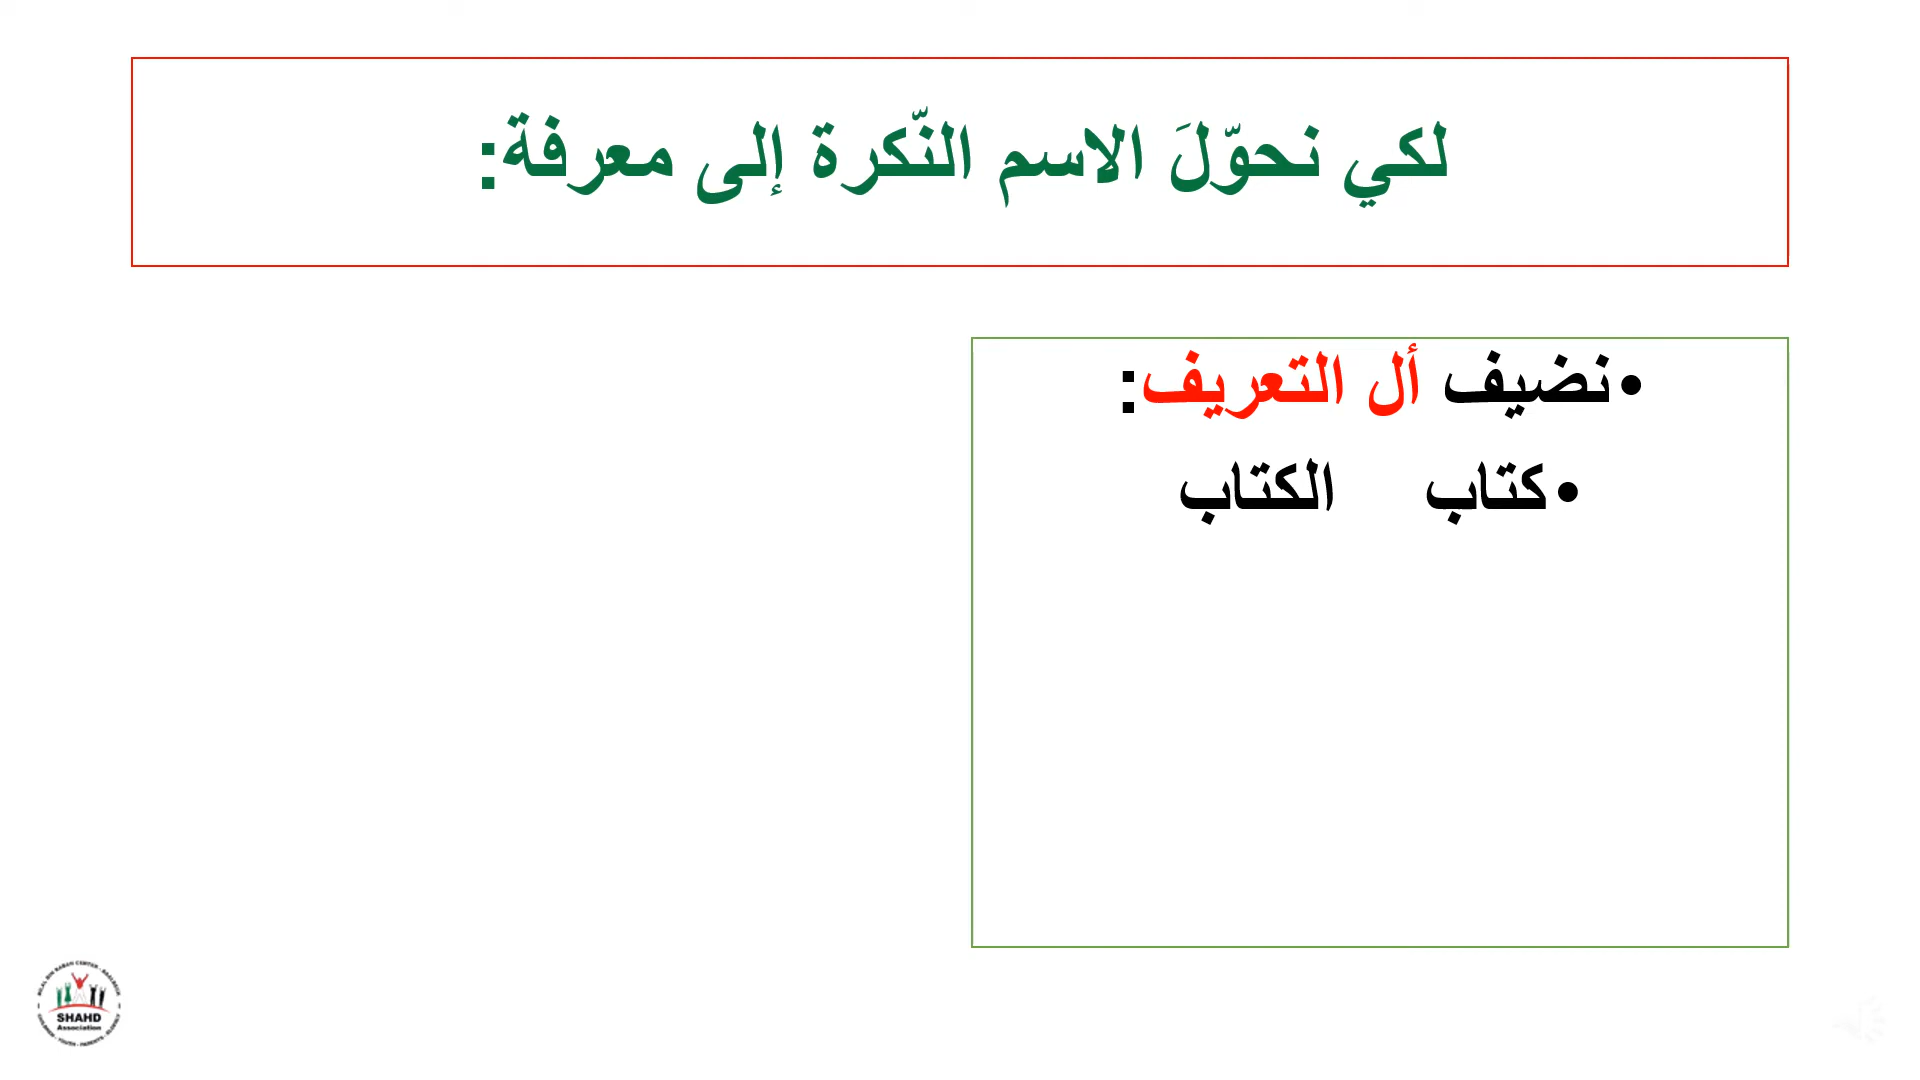 لكي نحوّلَ الاسم النّكرة إلى معرفة:
•نضيف أل التعريف:
•كتاب الكتاب
SHAHD
Association